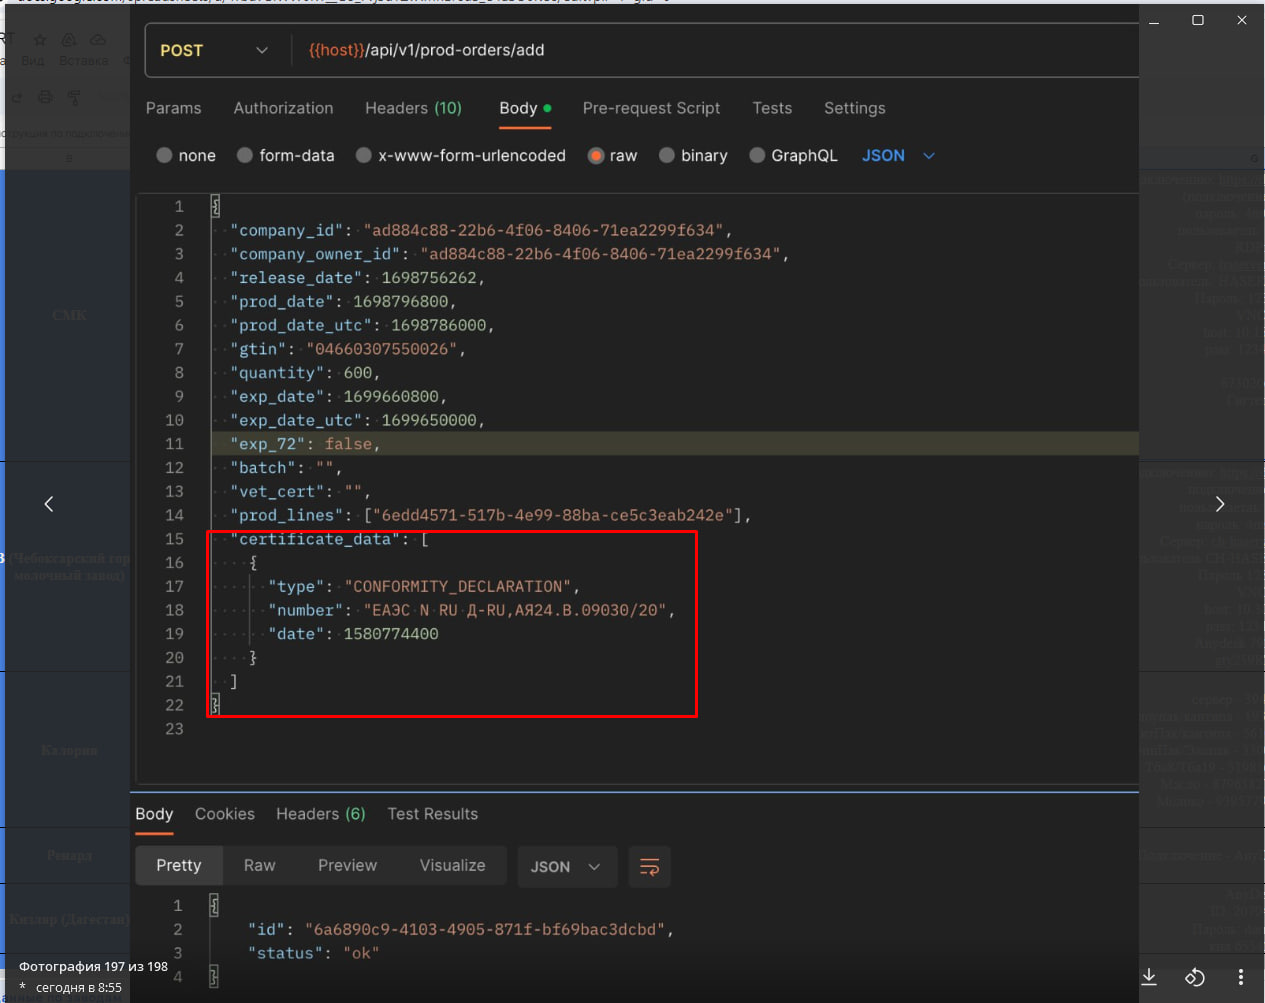 POST
{{host}}/api/v1/prod-orders/add
Вид Вставка
Params Authorization Headers (10) Body Pre-request Script Tests Settings
none form-data x-www-form-urlencoded raw binary GraphQL JSON
1 {
2 "company_id": "ad884c88-22b6-4f06-8406-71ea2299f634",
3 "company_owner_id": "ad884c88-22b6-4f06-8406-71ea2299f634",
4 "release_date": 1698756262,
5 "prod_date": 1698796800,
6 "prod_date_utc": 1698786000,
7 "gtin": "04660307550026",
8 "quantity": 600,
9 "exp_date": 1699660800,
10 "exp_date_utc": 1699650000,
11 "exp_72": false,
12 "batch": "",
13 "vet_cert": "",
14 "prod_lines": ["6edd4571-517b-4e99-88ba-ce5c3eab242e"],
15 "certificate_data": [
16 {
17 "type": "CONFORMITY_DECLARATION",
18 "number": "ЕАЭС N RU Д-RU,АЯ24.В.09030/20",
19 "date": 1580774400
20 }
21 ]
22 }
23
СМК
(Чебоксарский гор
молочный завод)
Калория
Ренард
Кизляр (Дагестан)
Body Cookies Headers (6) Test Results
Pretty Raw Preview Visualize JSON
1 {
2 "id": "6a6890c9-4103-4905-871f-bf69bac3dcbd",
3 "status": "ok"
4 }
Фотография 197 из 198
* сегодня в 8:55